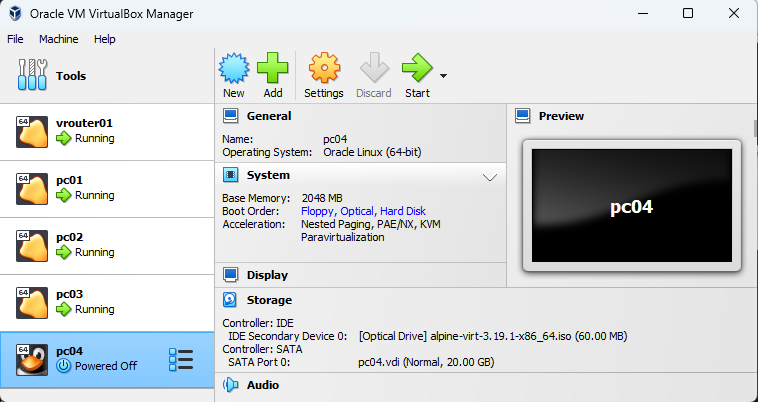 Oracle VM VirtualBox Manager
File Machine Help
Tools
New Add Settings Discard Start
64
vrouter01
Running
64
pc01
Running
64
pc02
Running
64
pc03
Running
64
pc04
Powered Off
General
Name: pc04
Operating System: Oracle Linux (64-bit)
System
Base Memory: 2048 MB
Boot Order: Floppy, Optical, Hard Disk
Acceleration: Nested Paging, PAE/NX, KVM
Paravirtualization
Preview
pc04
Display
Storage
Controller: IDE
IDE Secondary Device 0: [Optical Drive] alpine-virt-3.19.1-x86_64.iso (60.00 MB)
Controller: SATA
SATA Port 0: pc04.vdi (Normal, 20.00 GB)
Audio